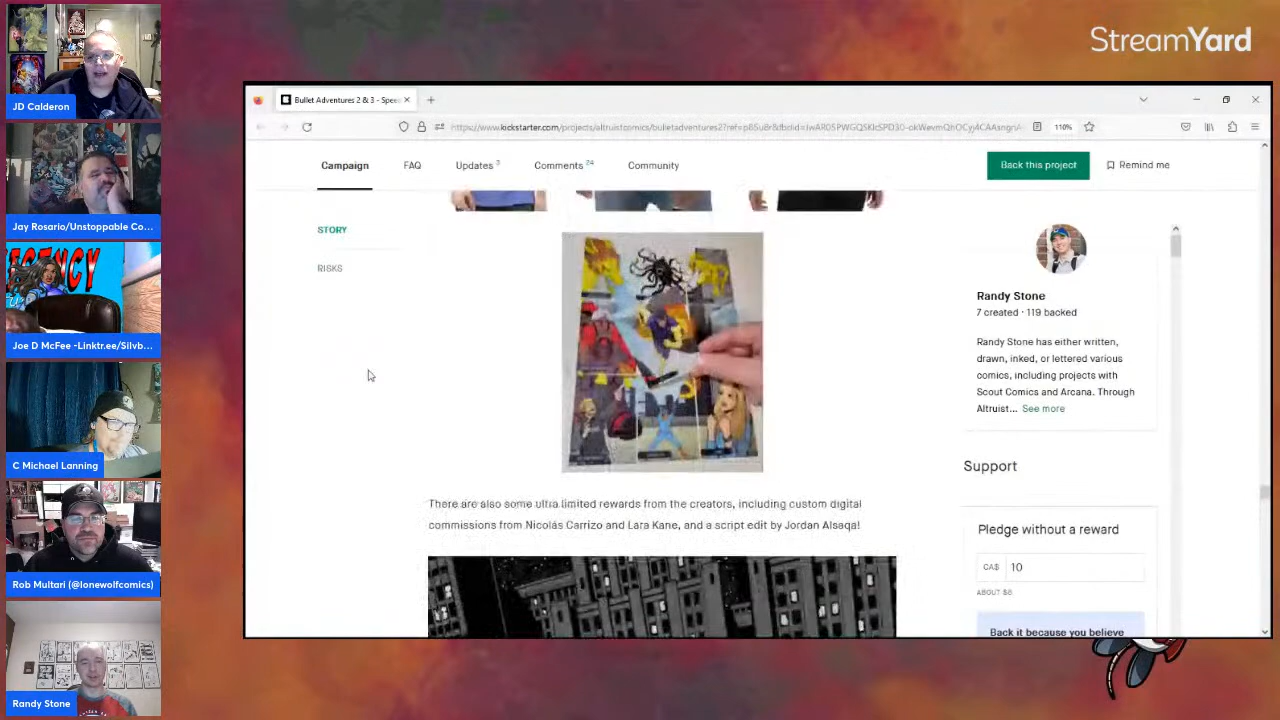 StreamYard
JD Calderon
Jay Rosario/Unstoppable Co...
Joe D McFee -Linktr.ee/Silvb...
C Michael Lanning
Rob Multari (@lonewolfcomics)
Randy Stone
Bullet Adventures 2 & 3 - Spee
110%
Campaign
FAQ
Updates 3
Comments 24
Community
Back this project
Remind me
STORY
RISKS
There are also some ultra limited rewards from the creators, including custom digital
commissions from Nicolás Carrizo and Lara Kane, and a script edit by Jordan Alsaqa!
Randy Stone
7 created · 119 backed
Randy Stone has either written,
drawn, inked, or lettered various
comics, including projects with
Scout Comics and Arcana. Through
Altruist... See more
Support
Pledge without a reward
CA$ 10
ABOUT $8
Back it because you believe